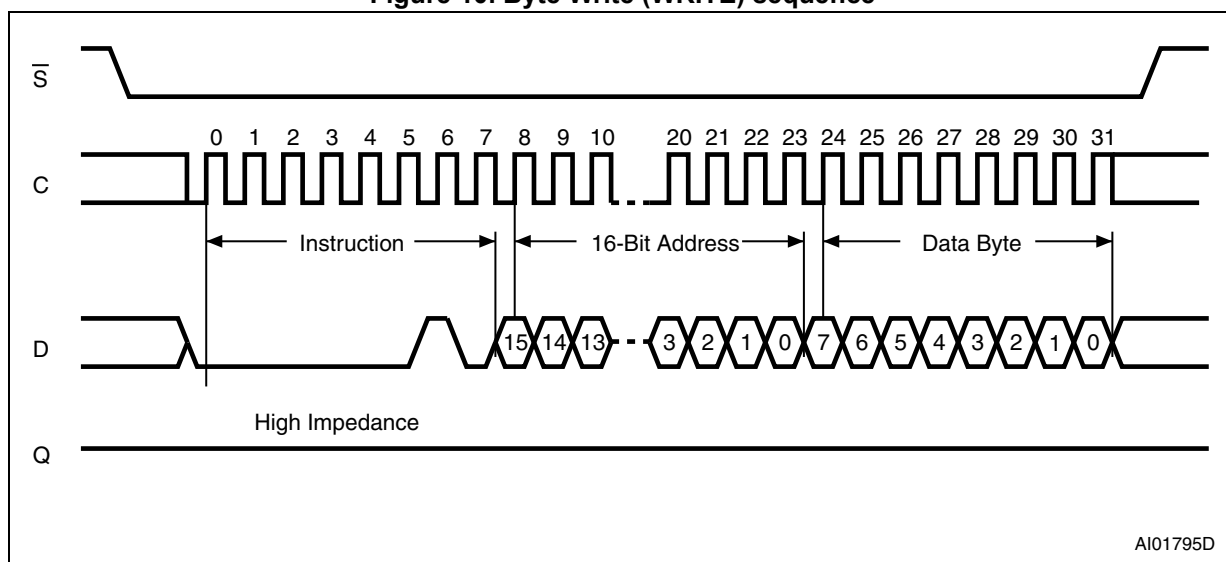 S
0 1 2 3 4 5 6 7 8 9 10 20 21 22 23 24 25 26 27 28 29 30 31
C
Instruction 16-Bit Address Data Byte
D 15 14 13 3 2 1 0 7 6 5 4 3 2 1 0
High Impedance
Q
AI01795D